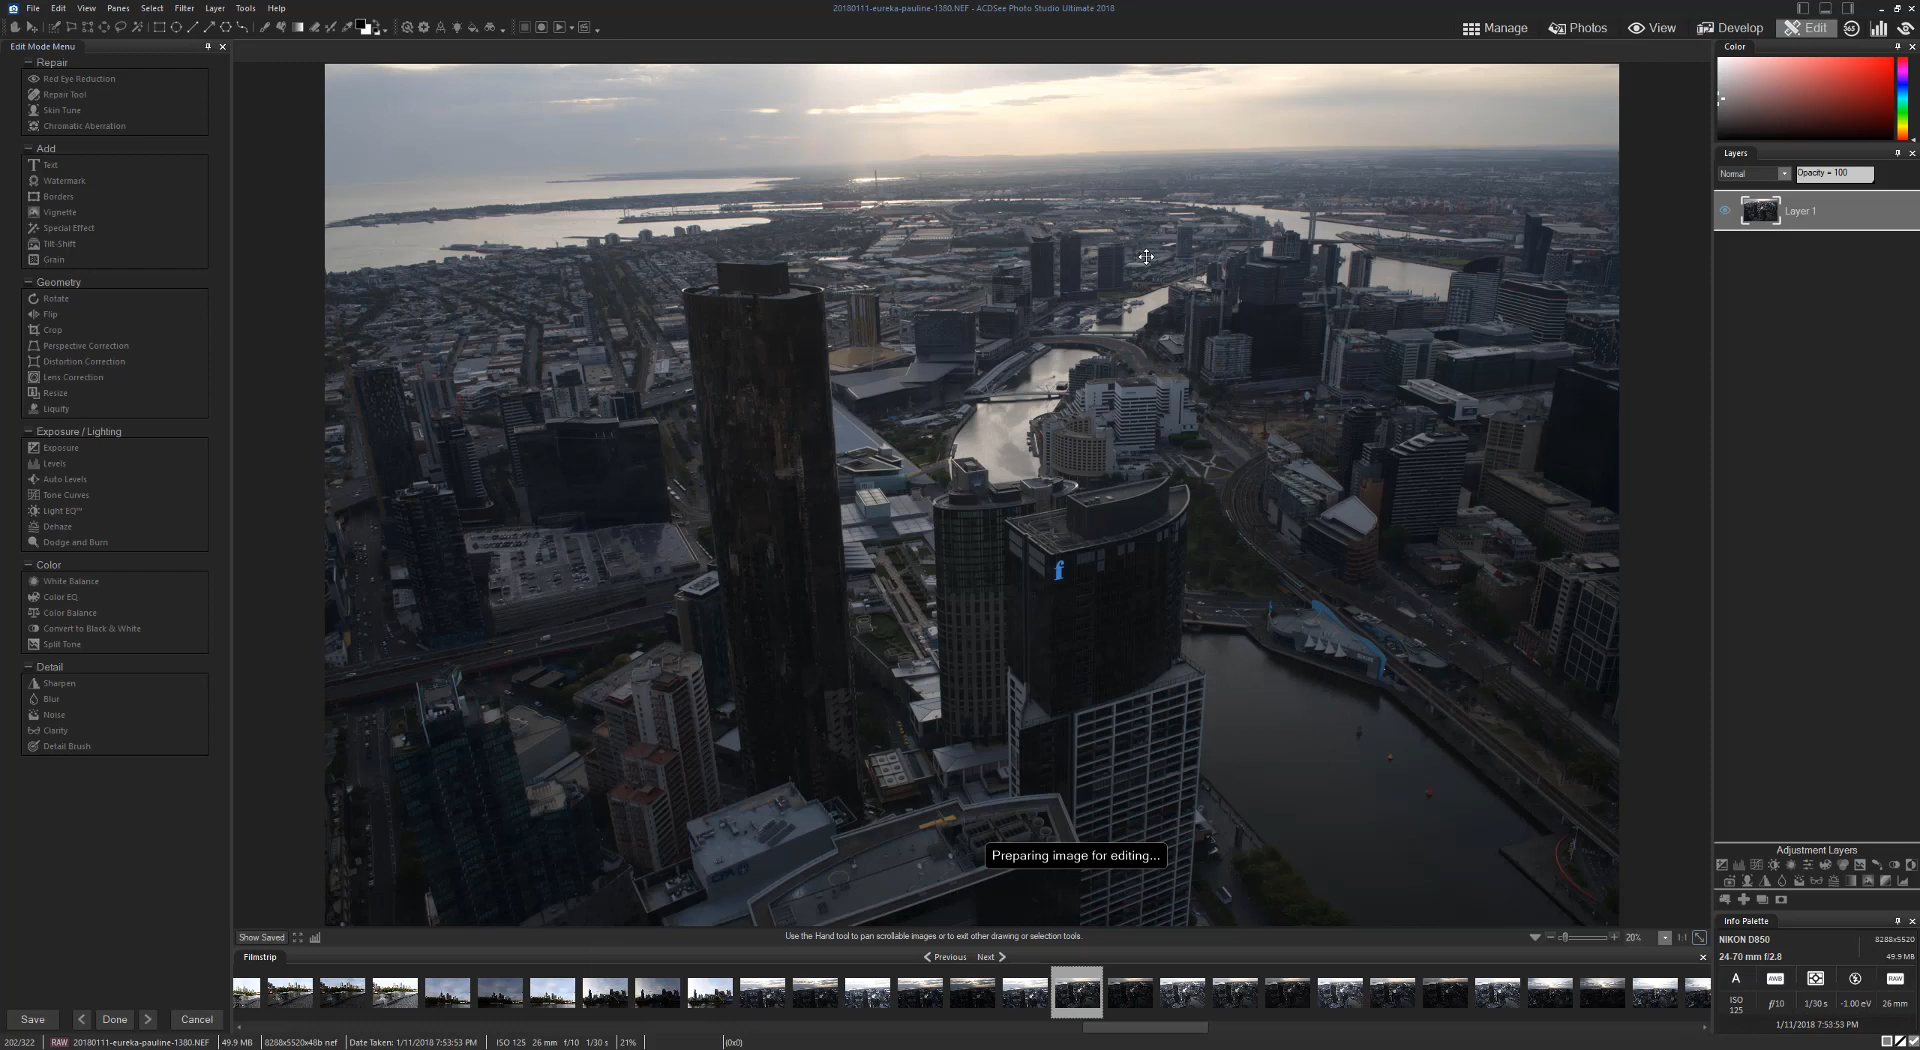 File Edit View Panes Select Filter Layer Tools Help
20180111-eureka-pauline-1380.NEF - ACDSee Photo Studio Ultimate 2018
Manage Photos View Develop Edit 365
Edit Mode Menu
Repair
Red Eye Reduction
Repair Tool
Skin Tune
Chromatic Aberration
Add
Text
Watermark
Borders
Vignette
Special Effect
Tilt-Shift
Grain
Geometry
Rotate
Flip
Crop
Perspective Correction
Distortion Correction
Lens Correction
Resize
Liquify
Exposure / Lighting
Exposure
Levels
Auto Levels
Tone Curves
Light EQ™
Dehaze
Dodge and Burn
Color
White Balance
Color EQ
Color Balance
Convert to Black & White
Split Tone
Detail
Sharpen
Blur
Noise
Clarity
Detail Brush
Save Done Cancel
f
Preparing image for editing...
Show Saved
Use the Hand tool to pan scrollable images or to exit other drawing or selection tools.
20% 1:1
Filmstrip
Previous Next
Color
Layers
Normal Opacity = 100
Layer 1
Adjustment Layers
Info Palette
NIKON D850 8288x5520
24-70 mm f/2.8 49.9 MB
A AWB RAW
ISO 125 f/10 1/30 s -1.00 eV 26 mm
1/11/2018 7:53:53 PM
202/322 RAW 20180111-eureka-pauline-1380.NEF 49.9 MB 8288x5520x48b nef Date Taken: 1/11/2018 7:53:53 PM ISO 125 26 mm f/10 1/30 s 21% (0x0)